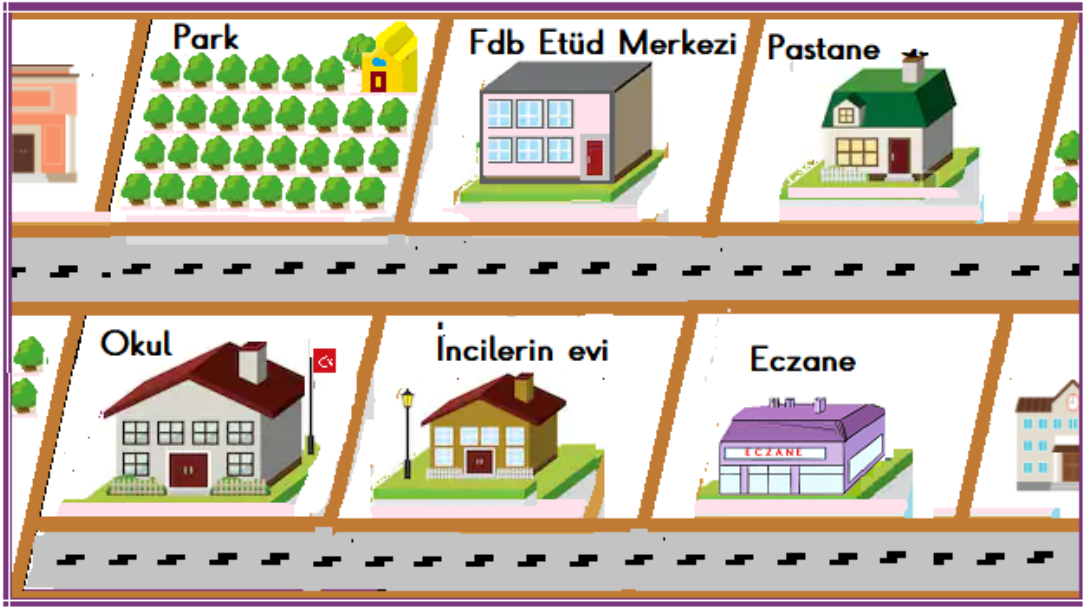 Park
Fdb Etüd Merkezi
Pastane
Okul
İncilerin evi
Eczane
ECZANE